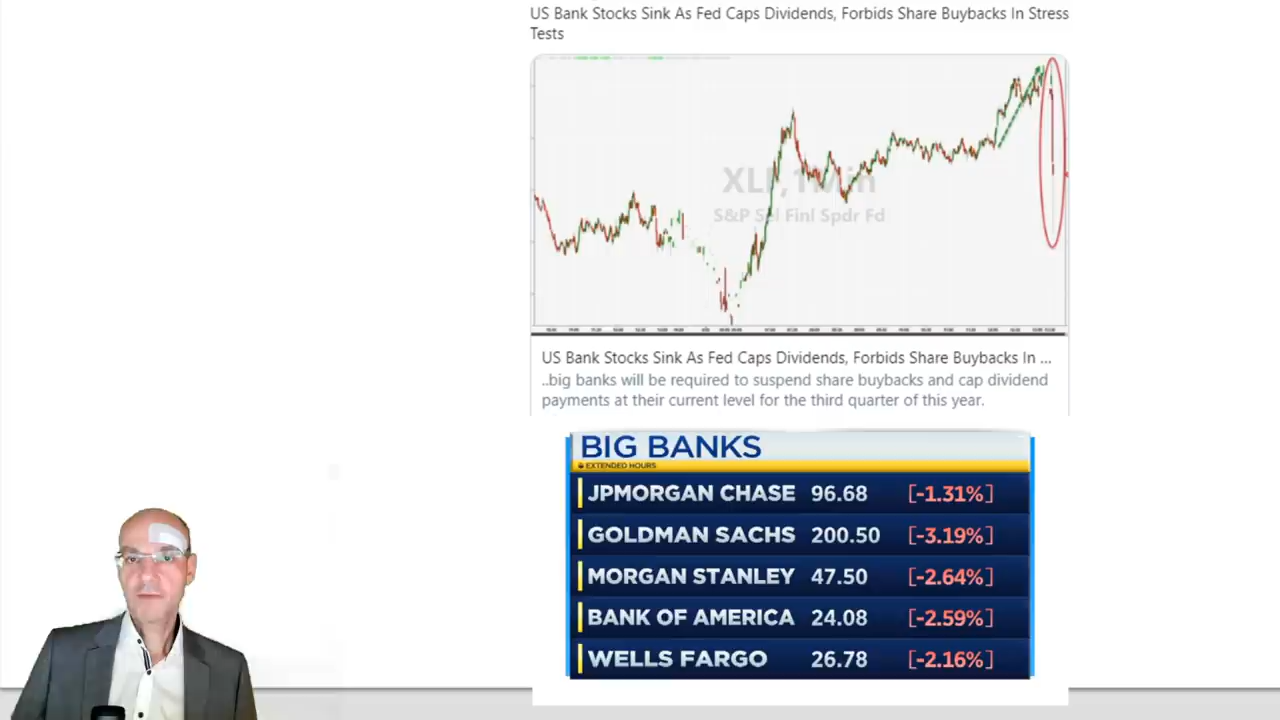 US Bank Stocks Sink As Fed Caps Dividends, Forbids Share Buybacks In Stress
Tests
XLF,1Min
S&P Sel Finl Spdr Fd
US Bank Stocks Sink As Fed Caps Dividends, Forbids Share Buybacks In ...
..big banks will be required to suspend share buybacks and cap dividend
payments at their current level for the third quarter of this year.
BIG BANKS
EXTENDED HOURS
JPMORGAN CHASE 96.68 [-1.31%]
GOLDMAN SACHS 200.50 [-3.19%]
MORGAN STANLEY 47.50 [-2.64%]
BANK OF AMERICA 24.08 [-2.59%]
WELLS FARGO 26.78 [-2.16%]